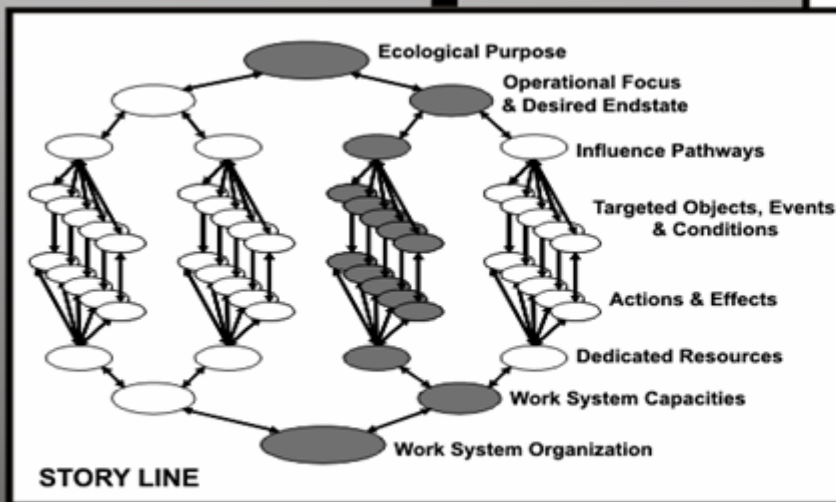 Ecological Purpose
Operational Focus
& Desired Endstate
Influence Pathways
Targeted Objects, Events
& Conditions
Actions & Effects
Dedicated Resources
Work System Capacities
Work System Organization
STORY LINE